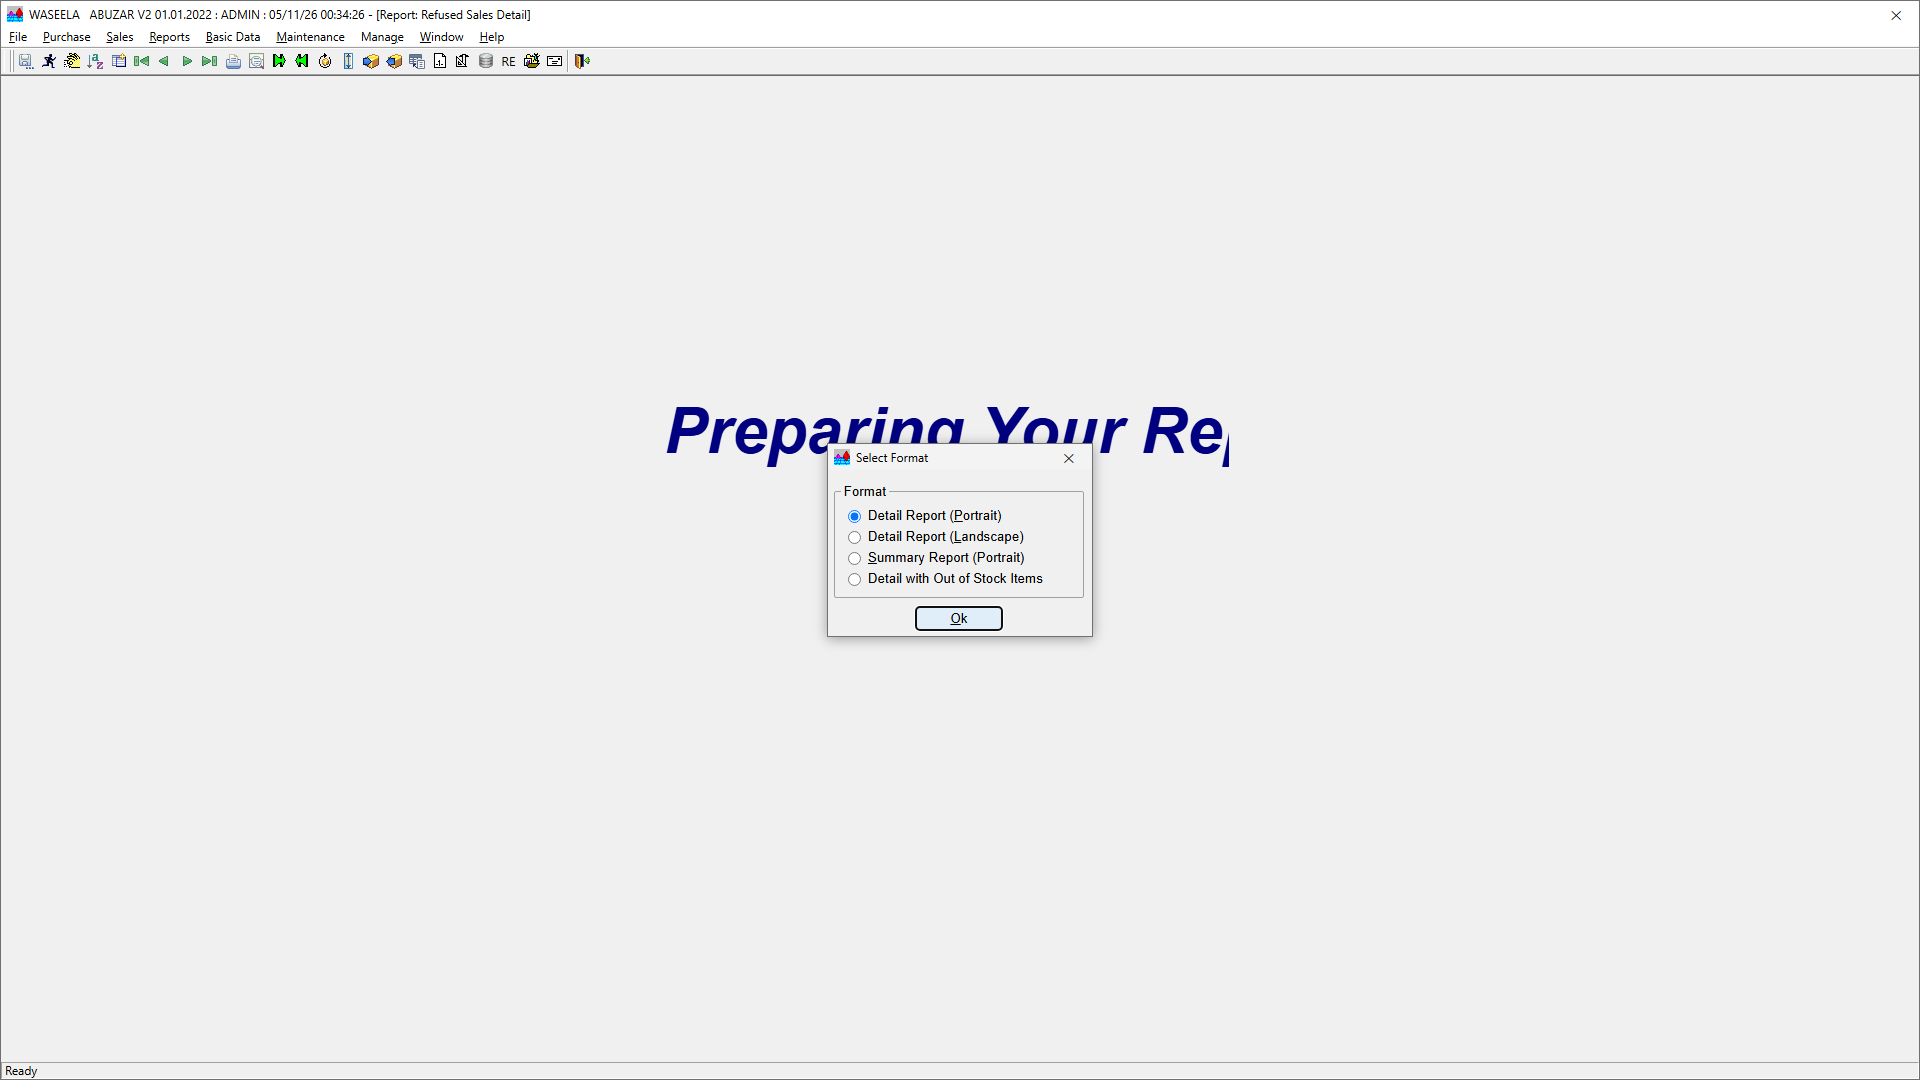 WASEELA ABUZAR V2 01.01.2022 : ADMIN : 05/11/26 00:34:26 - [Report: Refused Sales Detail]
File Purchase Sales Reports Basic Data Maintenance Manage Window Help
RE
Preparing Your Rep
Select Format
Format
Detail Report (Portrait)
Detail Report (Landscape)
Summary Report (Portrait)
Detail with Out of Stock Items
Ok
Ready